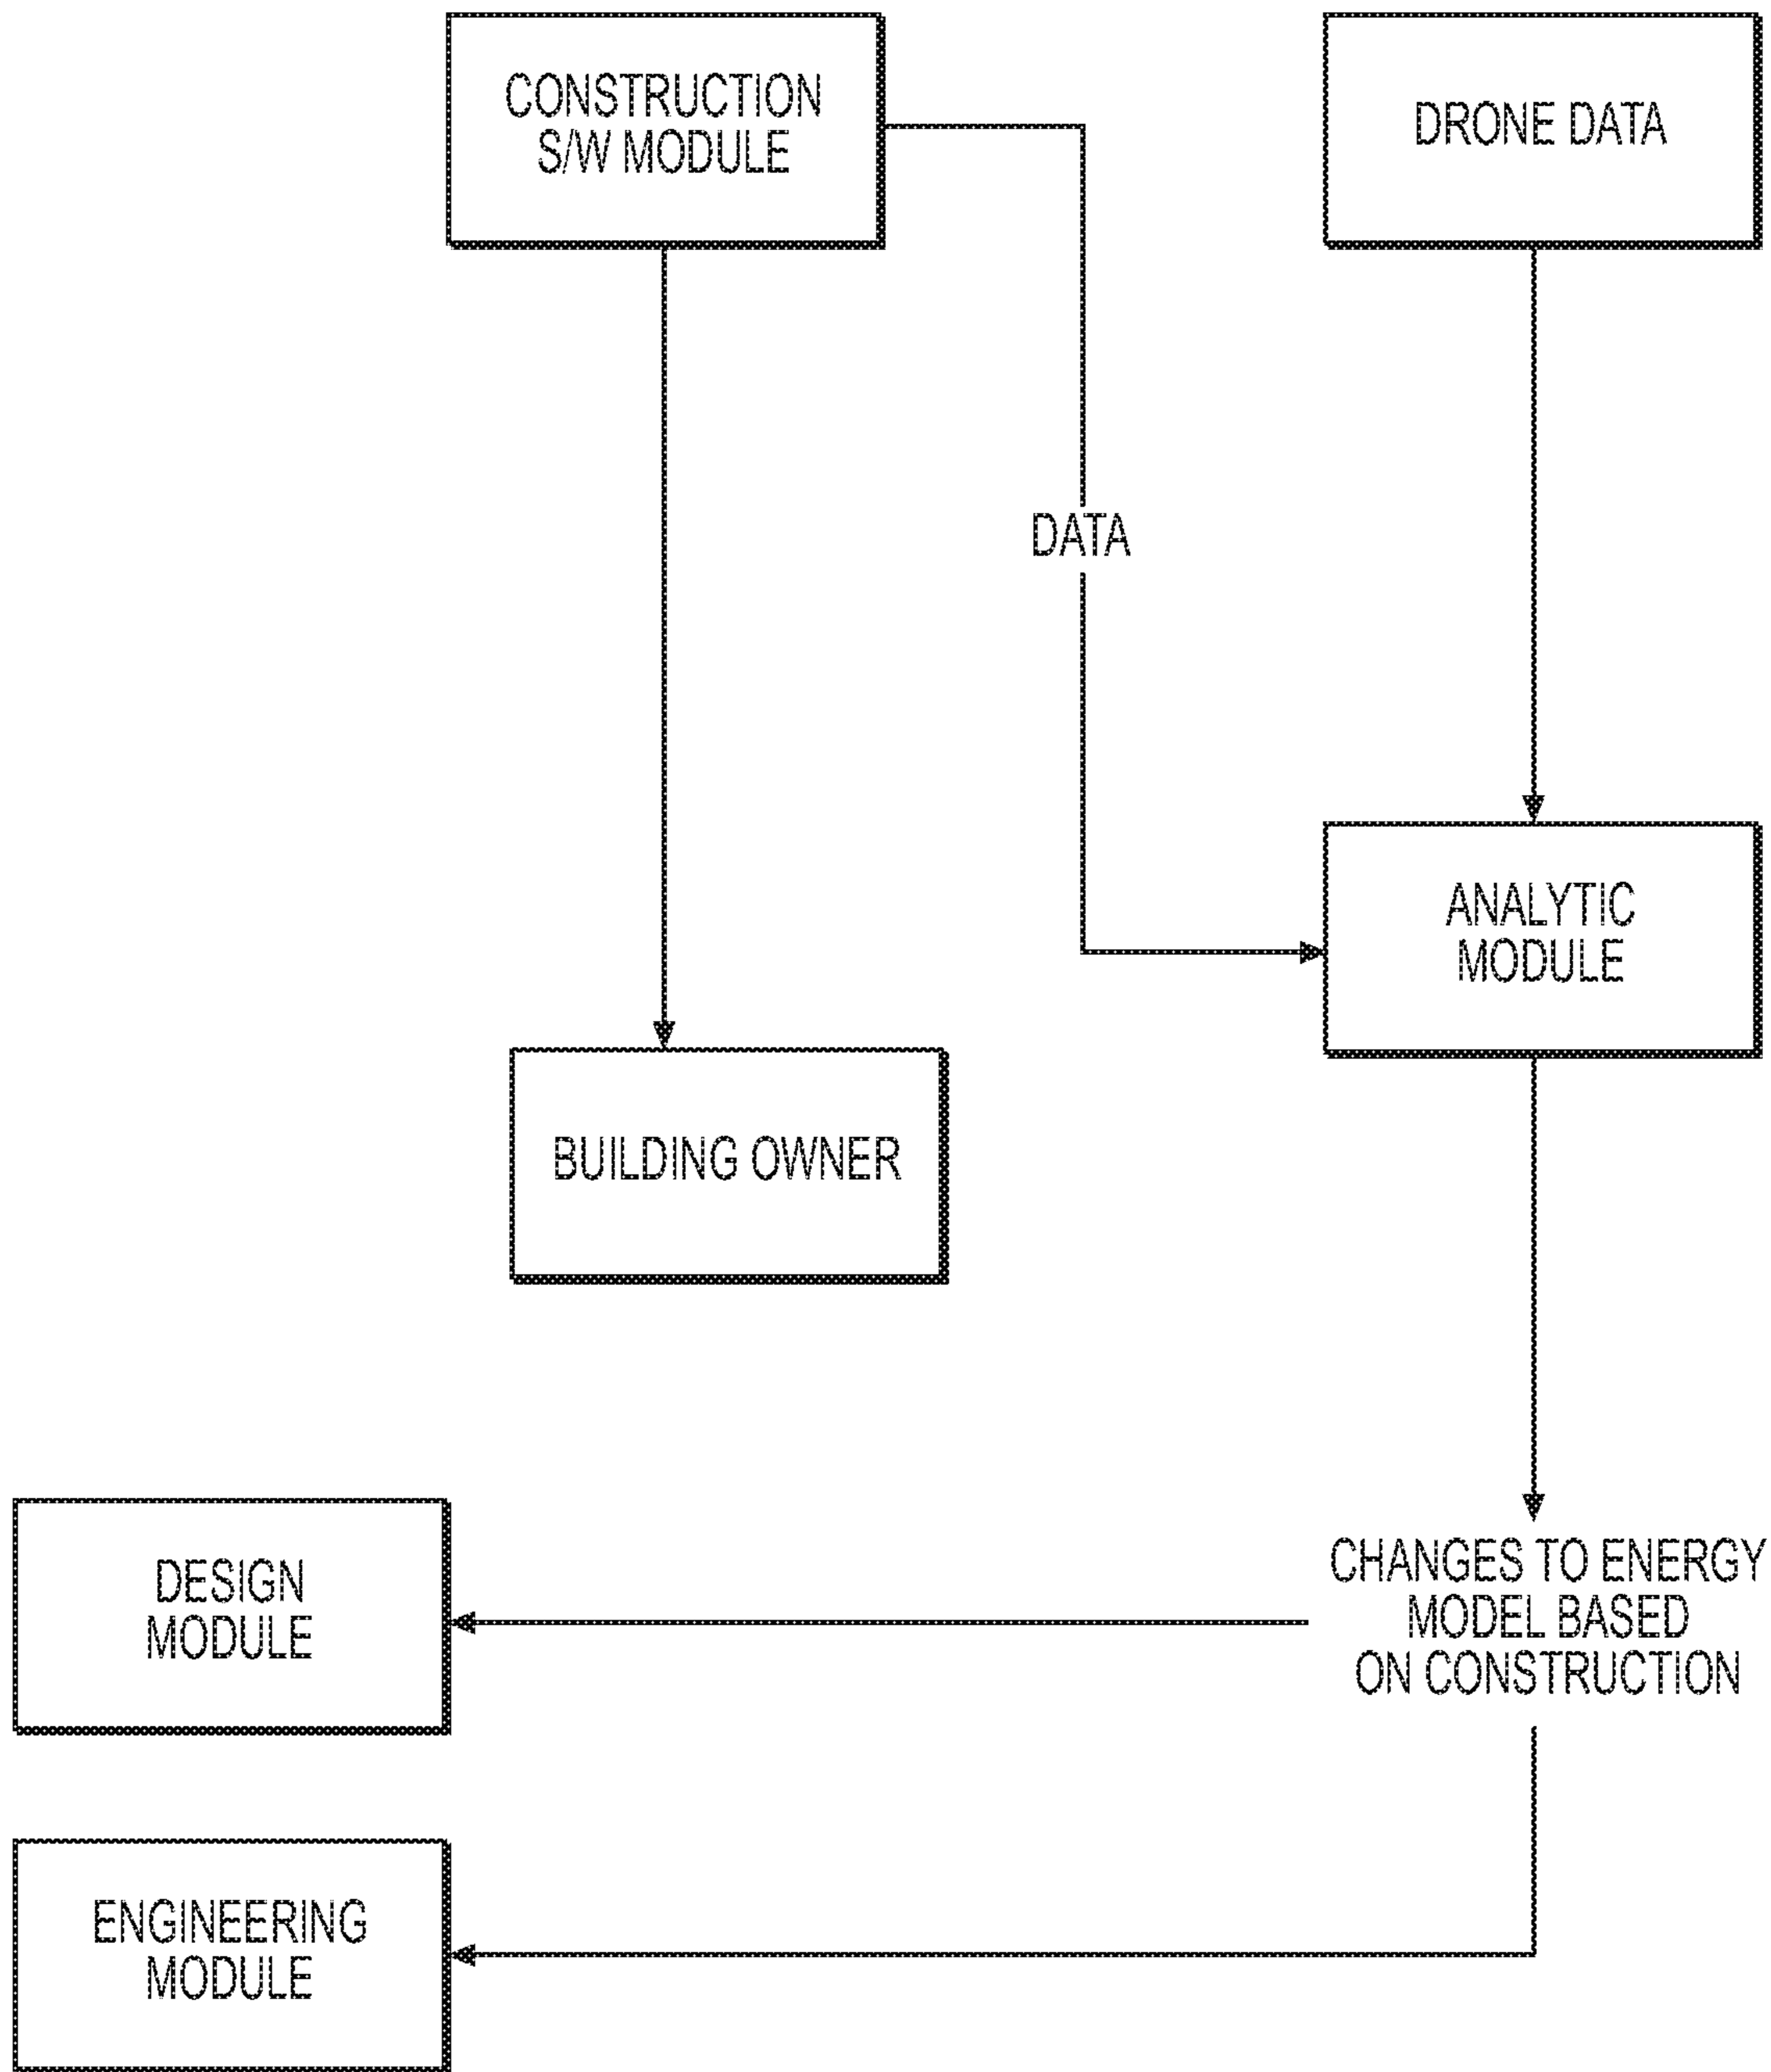 CONSTRUCTION
S/W MODULE
DRONE DATA
DATA
ANALYTIC
MODULE
BUILDING OWNER
DESIGN
MODULE
CHANGES TO ENERGY
MODEL BASED
ON CONSTRUCTION
ENGINEERING
MODULE